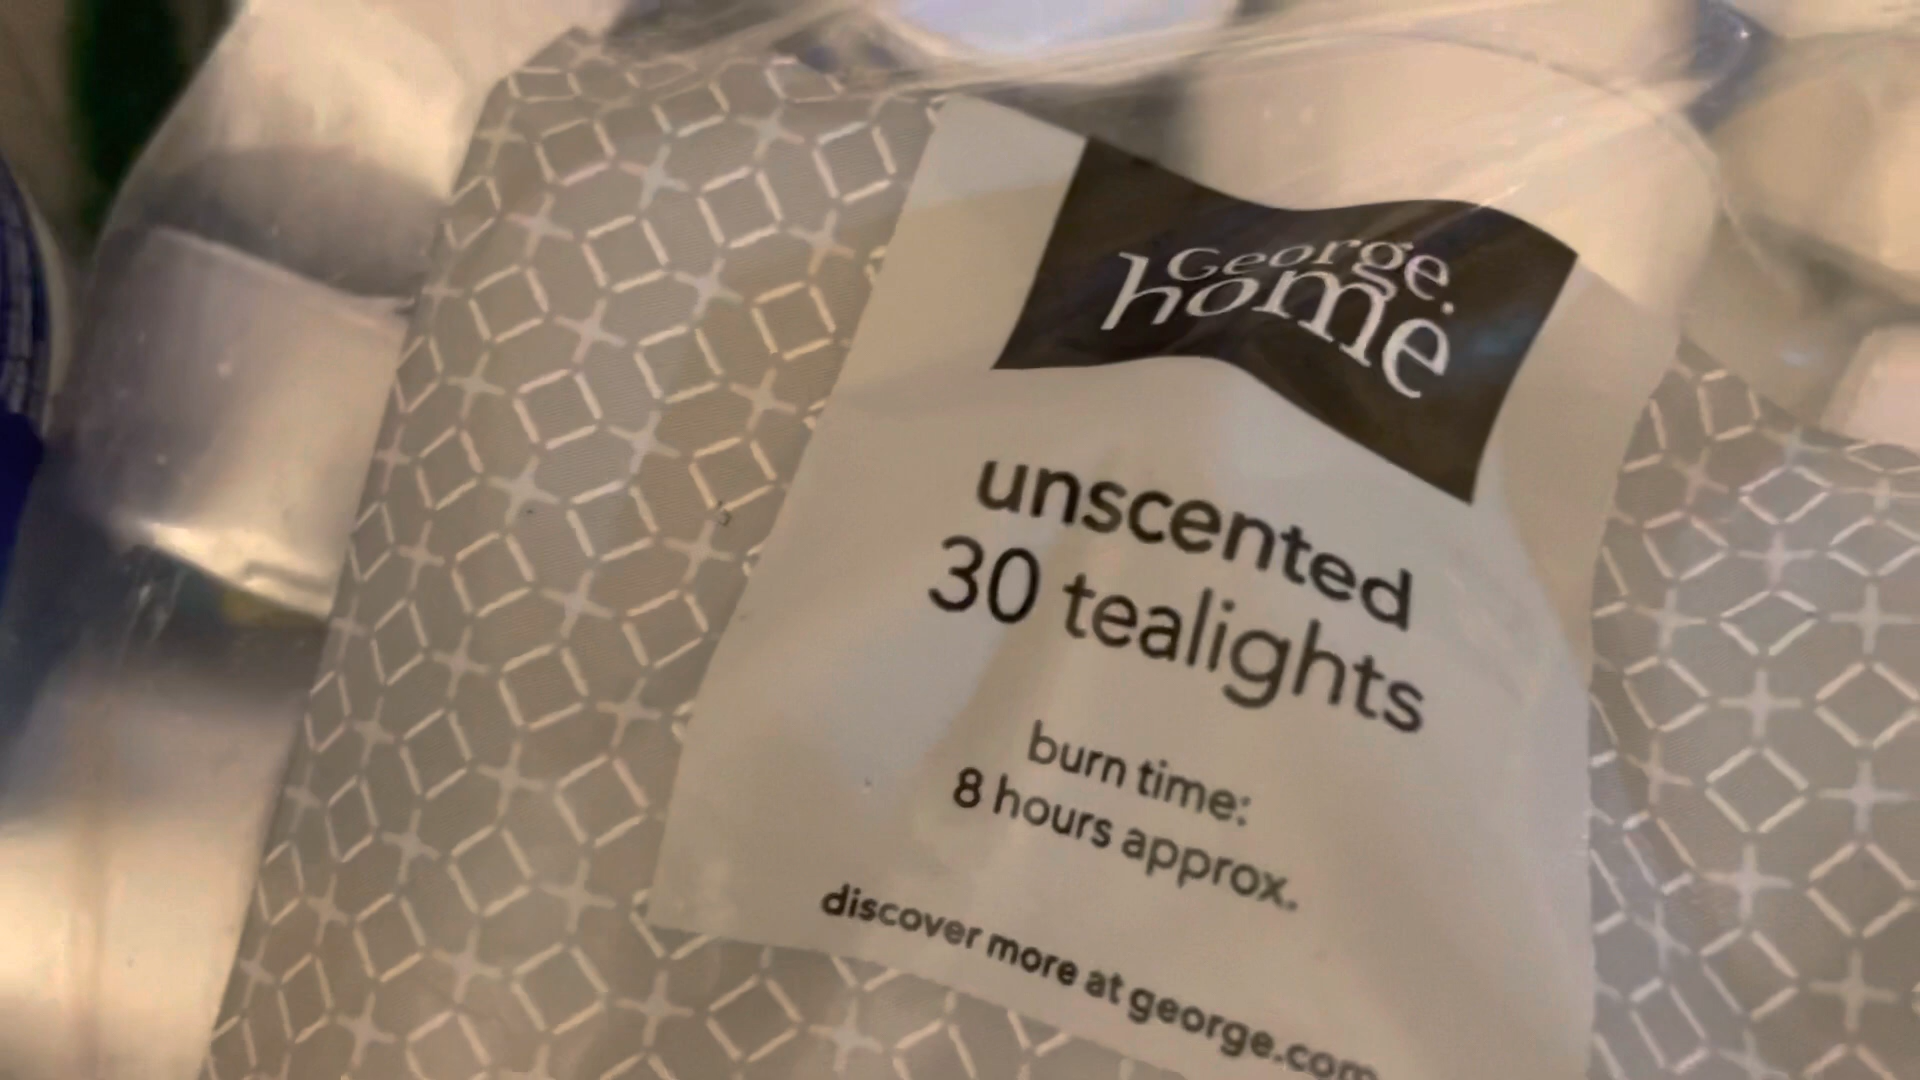 George.
home
unscented
30 tealights
burn time:
8 hours approx.
discover more at george.com